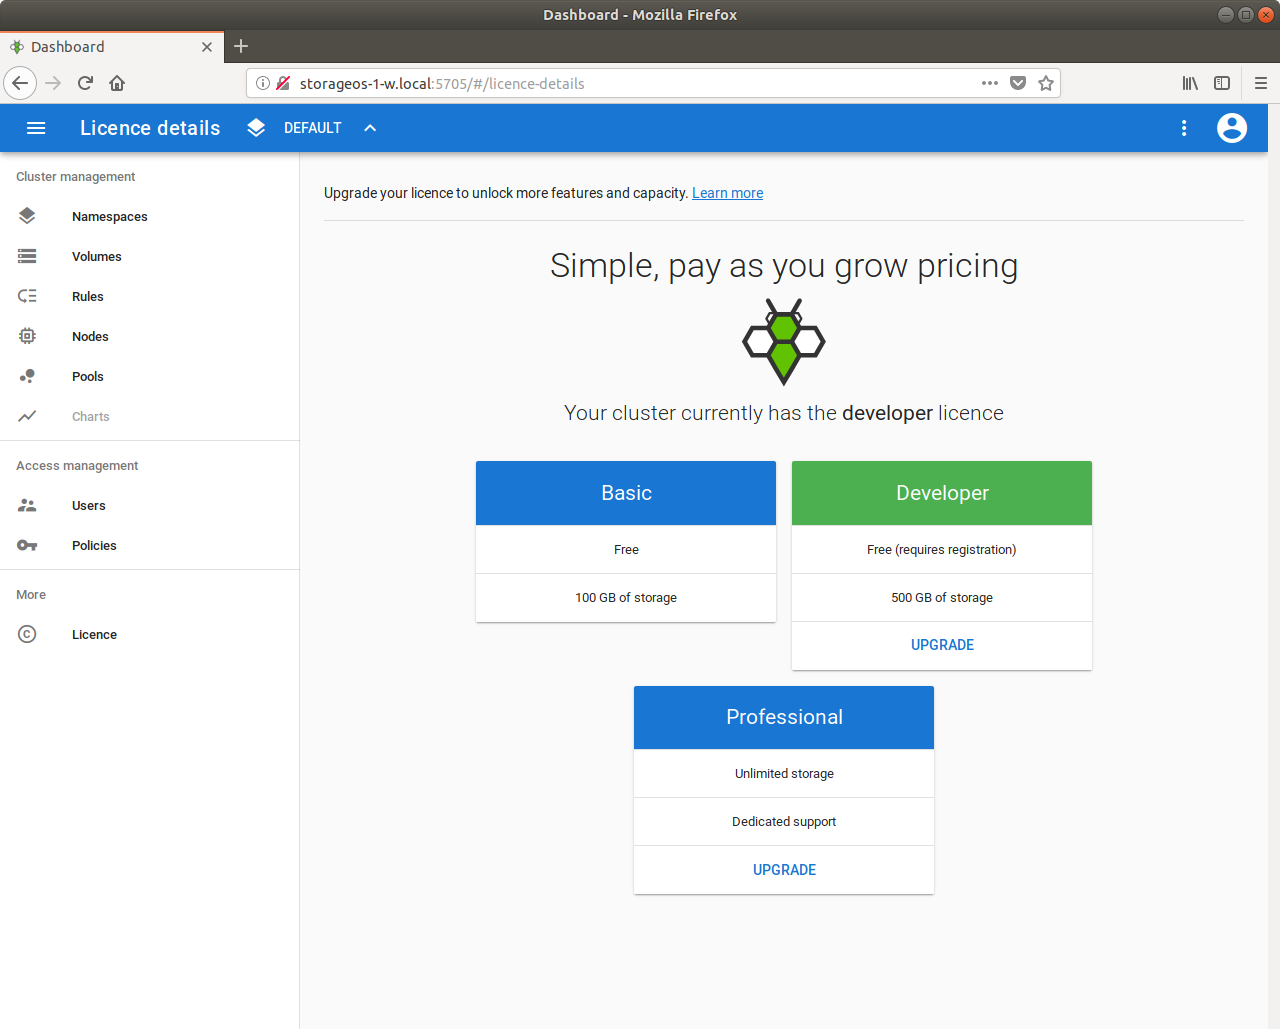 Dashboard - Mozilla Firefox
Dashboard
storageos-1-w.local:5705/#/licence-details
Licence details
DEFAULT
Cluster management
Namespaces
Volumes
Rules
Nodes
Pools
Charts
Access management
Users
Policies
More
Licence
Upgrade your licence to unlock more features and capacity. Learn more
Simple, pay as you grow pricing
Your cluster currently has the developer licence
Basic
Free
100 GB of storage
Developer
Free (requires registration)
500 GB of storage
UPGRADE
Professional
Unlimited storage
Dedicated support
UPGRADE